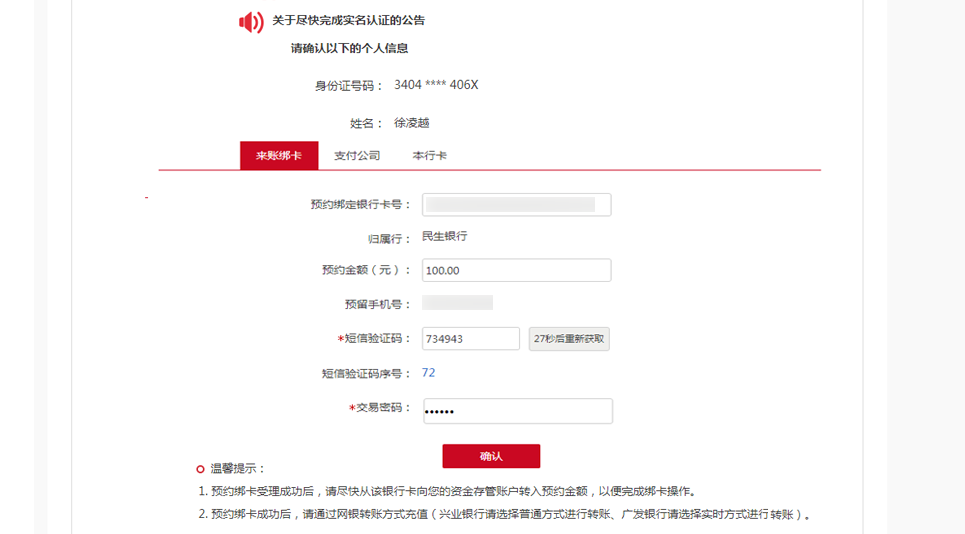 关于尽快完成实名认证的公告
请确认以下的个人信息
身份证号码： 3404 **** 406X
姓名： 徐凌越
来账绑卡 支付公司 本行卡
预约绑定银行卡号：
归属行： 民生银行
预约金额（元）： 100.00
预留手机号：
*短信验证码： 734943 27秒后重新获取
短信验证码序号： 72
*交易密码： ••••••
确认
温馨提示：
1. 预约绑卡受理成功后，请尽快从该银行卡向您的资金存管账户转入预约金额，以便完成绑卡操作。
2. 预约绑卡成功后，请通过网银转账方式充值（兴业银行请选择普通方式进行转账、广发银行请选择实时方式进行转账）。